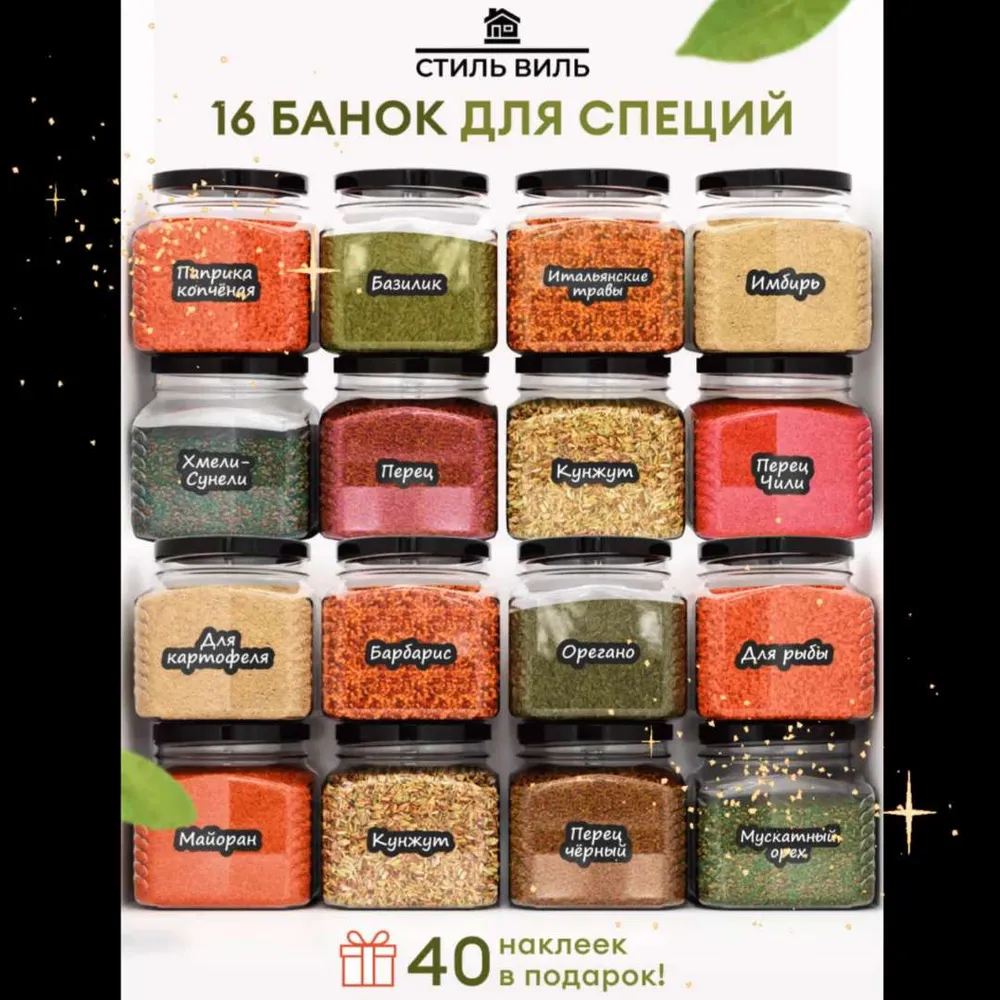 СТИЛЬ ВИЛЬ
16 БАНОК ДЛЯ СПЕЦИЙ
Паприка
копчёная
Базилик
Итальянские
травы
Имбирь
Хмели-
Сунели
Перец
Кунжут
Перец
Чили
Для
картофеля
Барбарис
Орегано
Для рыбы
Майоран
Кунжут
Перец
чёрный
Мускатный
орех
40 наклеек
в подарок!